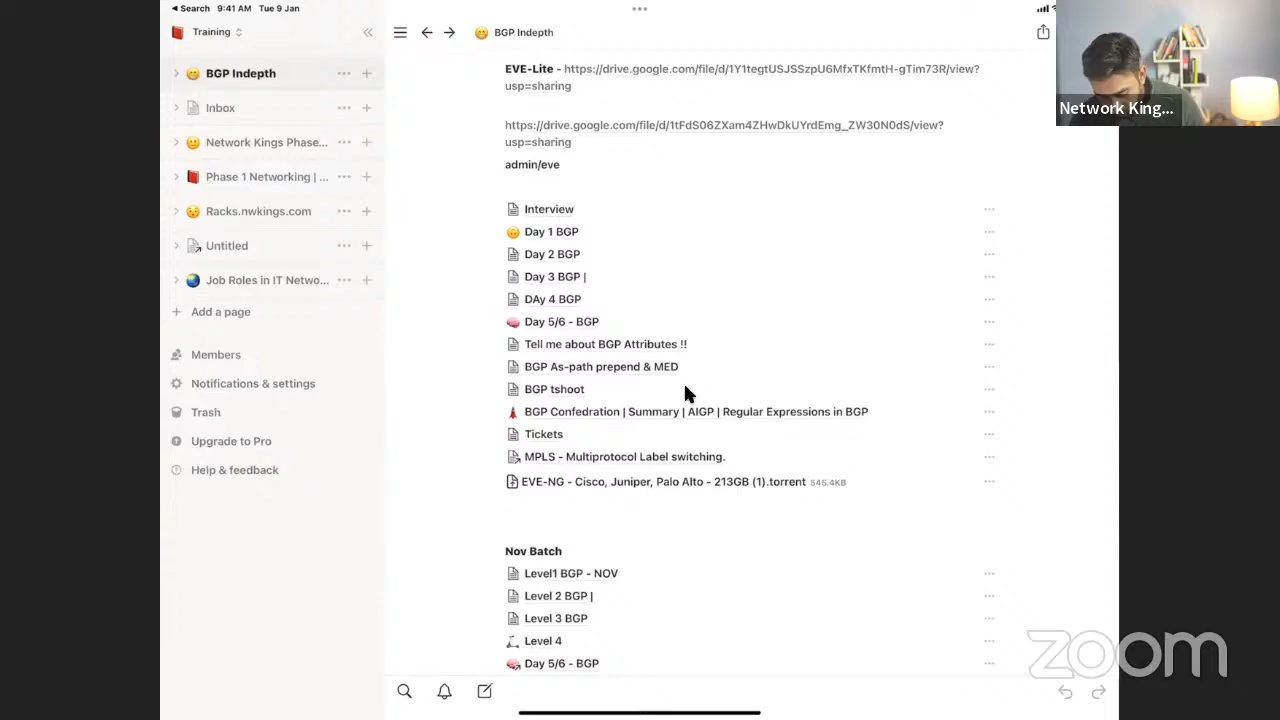 Search 9:41 AM Tue 9 Jan
Training
BGP Indepth
Inbox
Network Kings Phase...
Phase 1 Networking | ...
Racks.nwkings.com
Untitled
Job Roles in IT Netwo...
Add a page
Members
Notifications & settings
Trash
Upgrade to Pro
Help & feedback
BGP Indepth
EVE-Lite - https://drive.google.com/file/d/1Y1tegtUSJSSzpU6MfxTKfmtH-gTim73R/view?
usp=sharing
https://drive.google.com/file/d/1tFdS06ZXam4ZHwDkUYrdEmg_ZW30N0dS/view?
usp=sharing
admin/eve
Interview
Day 1 BGP
Day 2 BGP
Day 3 BGP |
DAy 4 BGP
Day 5/6 - BGP
Tell me about BGP Attributes !!
BGP As-path prepend & MED
BGP tshoot
BGP Confedration | Summary | AIGP | Regular Expressions in BGP
Tickets
MPLS - Multiprotocol Label switching.
EVE-NG - Cisco, Juniper, Palo Alto - 213GB (1).torrent 545.4KB
Nov Batch
Level1 BGP - NOV
Level 2 BGP |
Level 3 BGP
Level 4
Day 5/6 - BGP
Network King...
zoom